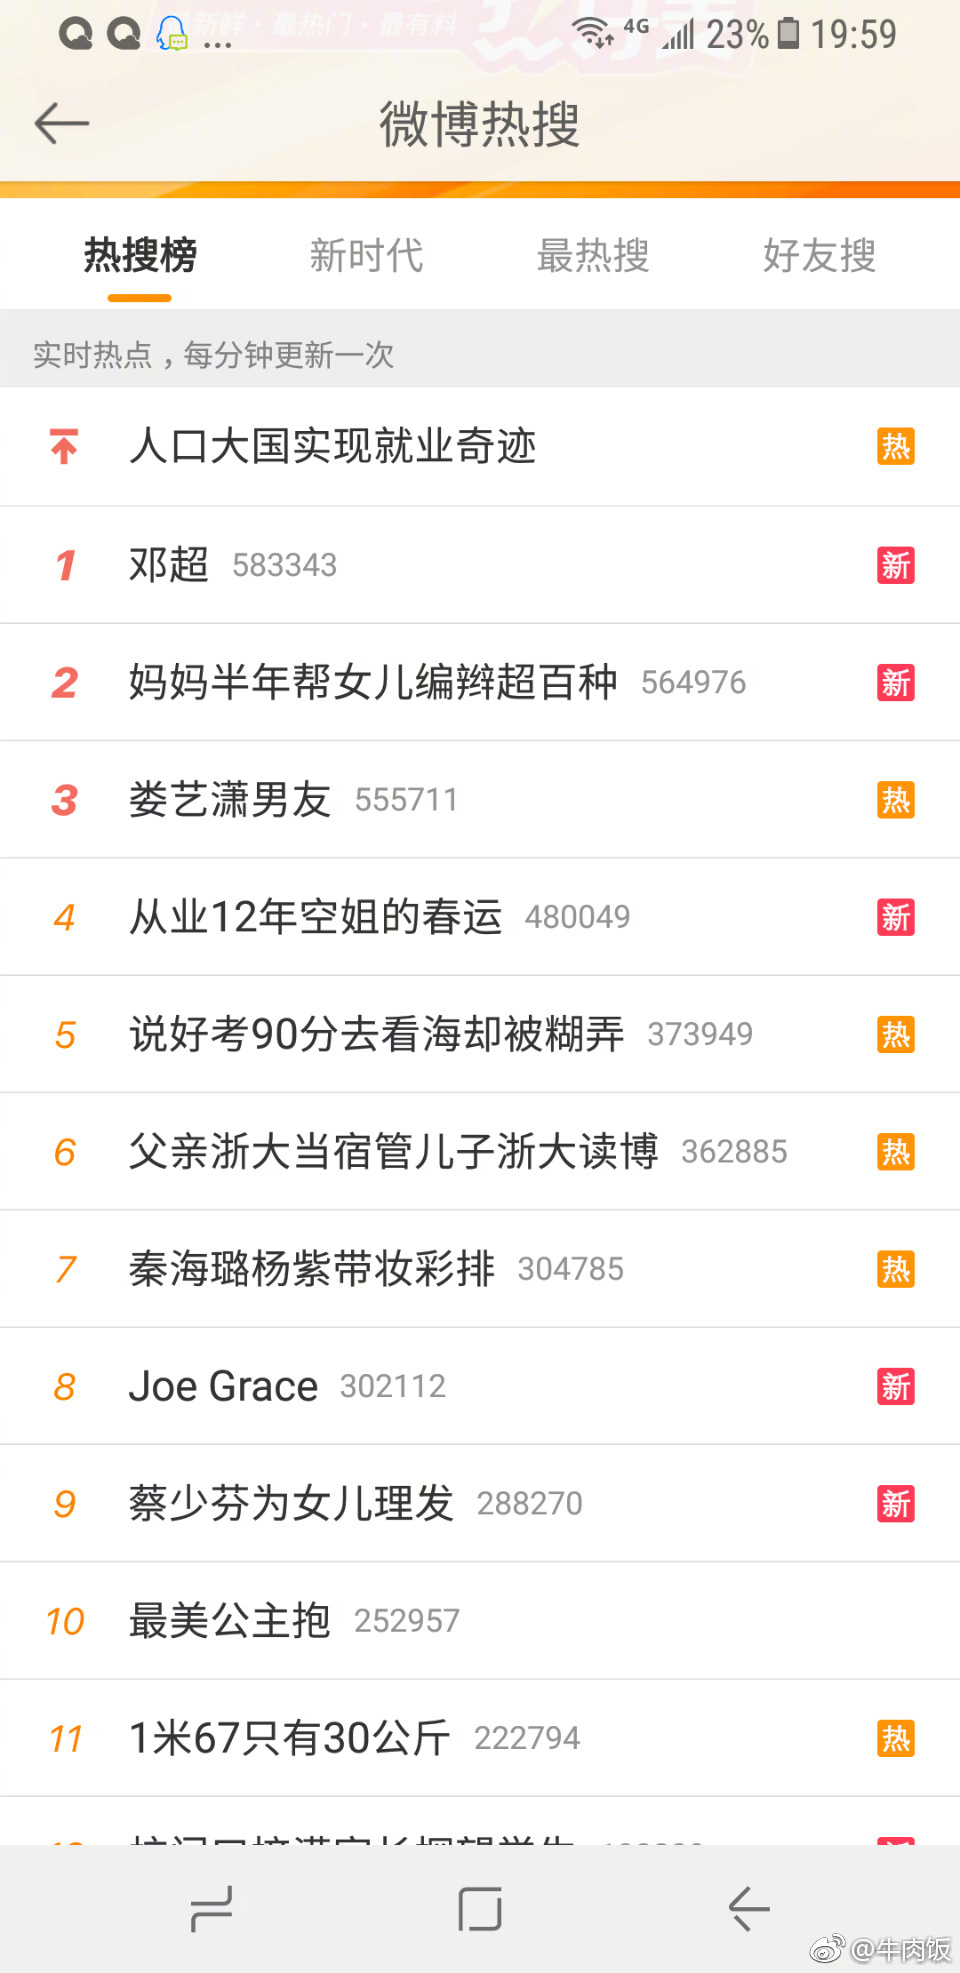 最新鲜·最热门·最有料
4G 23% 19:59
微博热搜
热搜榜 新时代 最热搜 好友搜
实时热点，每分钟更新一次
人口大国实现就业奇迹 热
1 邓超 583343 新
2 妈妈半年帮女儿编辫超百种 564976 新
3 娄艺潇男友 555711 热
4 从业12年空姐的春运 480049 新
5 说好考90分去看海却被糊弄 373949 热
6 父亲浙大当宿管儿子浙大读博 362885 热
7 秦海璐杨紫带妆彩排 304785 热
8 Joe Grace 302112 新
9 蔡少芬为女儿理发 288270 新
10 最美公主抱 252957
11 1米67只有30公斤 222794 热
@牛肉饭